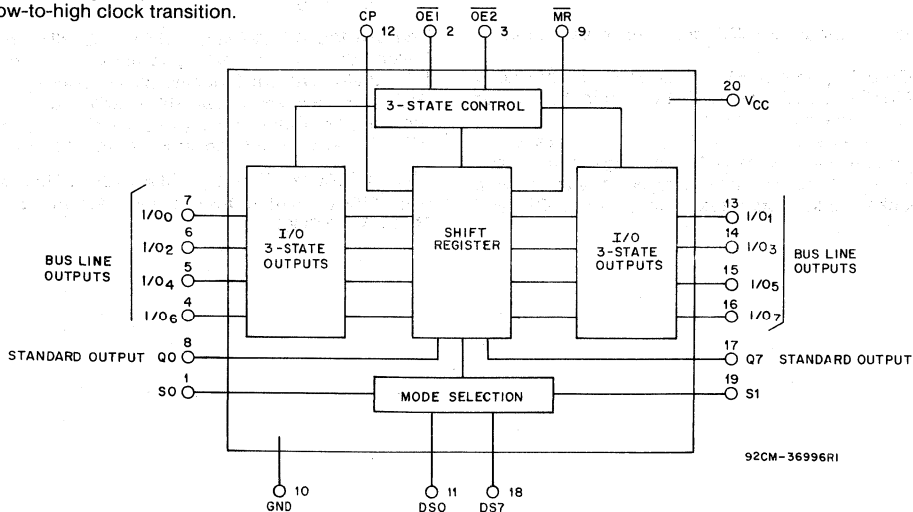 ow-to-high clock transition.
CP
12
OE1
2
OE2
3
MR
9
3-STATE CONTROL
20
VCC
7
I/O0
6
I/O2
5
I/O4
4
I/O6
BUS LINE
OUTPUTS
I/O
3-STATE
OUTPUTS
SHIFT
REGISTER
I/O
3-STATE
OUTPUTS
13
I/O1
14
I/O3
15
I/O5
16
I/O7
BUS LINE
OUTPUTS
8
STANDARD OUTPUT Q0
17
Q7 STANDARD OUTPUT
1
S0
MODE SELECTION
19
S1
92CM-36996R1
10
GND
11
DS0
18
DS7